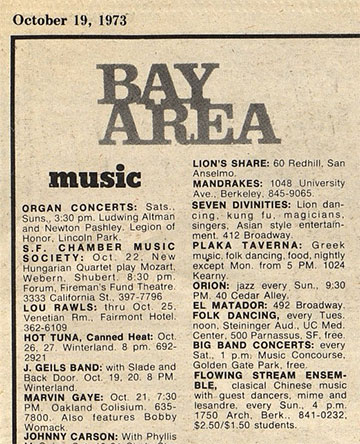 October 19, 1973
BAY
AREA
music
ORGAN CONCERTS: Sats.,
Suns., 3:30 pm. Ludwing Altman
and Newton Pashley. Legion of
Honor, Lincoln Park.
S.F. CHAMBER MUSIC
SOCIETY: Oct. 22, New
Hungarian Quartet play Mozart,
Webern, Shubert. 8:30 pm.
Forum, Fireman's Fund Theatre.
3333 California St., 397-7796
LOU RAWLS: thru Oct. 25,
Venetian Rm., Fairmont Hotel.
362-6109
HOT TUNA, Canned Heat: Oct.
26, 27. Winterland. 8 pm. 692-
2921
J. GEILS BAND: with Slade and
Back Door. Oct. 19, 20. 8 PM.
Winterland.
MARVIN GAYE: Oct. 21, 7:30
PM. Oakland Colisium. 635-
7800. Also features Bobby
Womack.
JOHNNY CARSON: With Phyllis
LION'S SHARE: 60 Redhill, San
Anselmo.
MANDRAKES: 1048 University
Ave., Berkeley. 845-9065.
SEVEN DIVINITIES: Lion dan-
cing, kung fu, magicians,
singers, Asian style entertain-
ment. 412 Broadway.
PLAKA TAVERNA: Greek
music, folk dancing, food, nightly
except Mon. from 5 PM. 1024
Kearny.
ORION: jazz every Sun., 9:30
PM. 40 Cedar Alley.
EL MATADOR: 492 Broadway.
FOLK DANCING, every Tues.
noon, Steininger Aud., UC Med.
Center, 500 Parnassus, SF, free.
BIG BAND CONCERTS: every
Sat., 1 p.m. Music Concourse,
Golden Gate Park, free.
FLOWING STREAM ENSEM-
BLE, clasical Chinese music
with guest dancers, mime and
lesandre, every Sun., 4 p.m.
1750 Arch, Berk., 841-0232,
$2.50/$1.50 students.